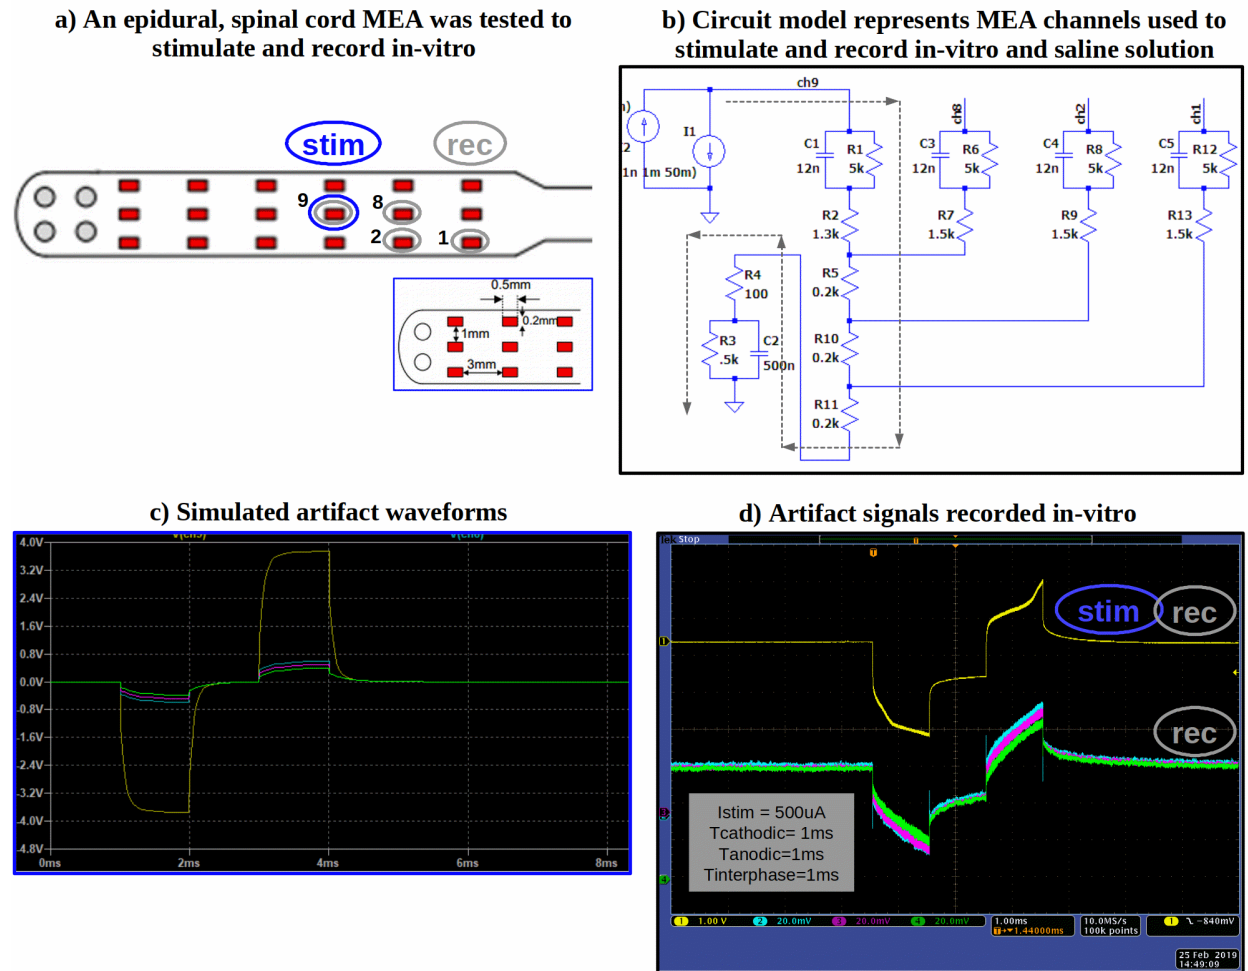 a) An epidural, spinal cord MEA was tested to
stimulate and record in-vitro
stim
rec
9
8
2
1
0.5mm
0.2mm
1mm
3mm
b) Circuit model represents MEA channels used to
stimulate and record in-vitro and saline solution
ch9
ch8
ch2
ch1
I1
1n 1m 50m)
C1
12n
R1
5k
C3
12n
R6
5k
C4
12n
R8
5k
C5
12n
R12
5k
R2
1.3k
R7
1.5k
R9
1.5k
R13
1.5k
R4
100
R5
0.2k
R3
.5k
C2
500n
R10
0.2k
R11
0.2k
c) Simulated artifact waveforms
4.0V
3.2V
2.4V
1.6V
0.8V
0.0V
-0.8V
-1.6V
-2.4V
-3.2V
-4.0V
-4.8V
0ms
2ms
4ms
6ms
8ms
d) Artifact signals recorded in-vitro
Stop
T
1
stim
rec
rec
3
4
Istim = 500uA
Tcathodic= 1ms
Tanodic=1ms
Tinterphase=1ms
1 1.00 V
2 20.0mV
3 20.0mV
4 20.0mV
1.00ms
T→▼1.44000ms
10.0MS/s
100k points
1 \ -840mV
25 Feb 2019
14:49:09